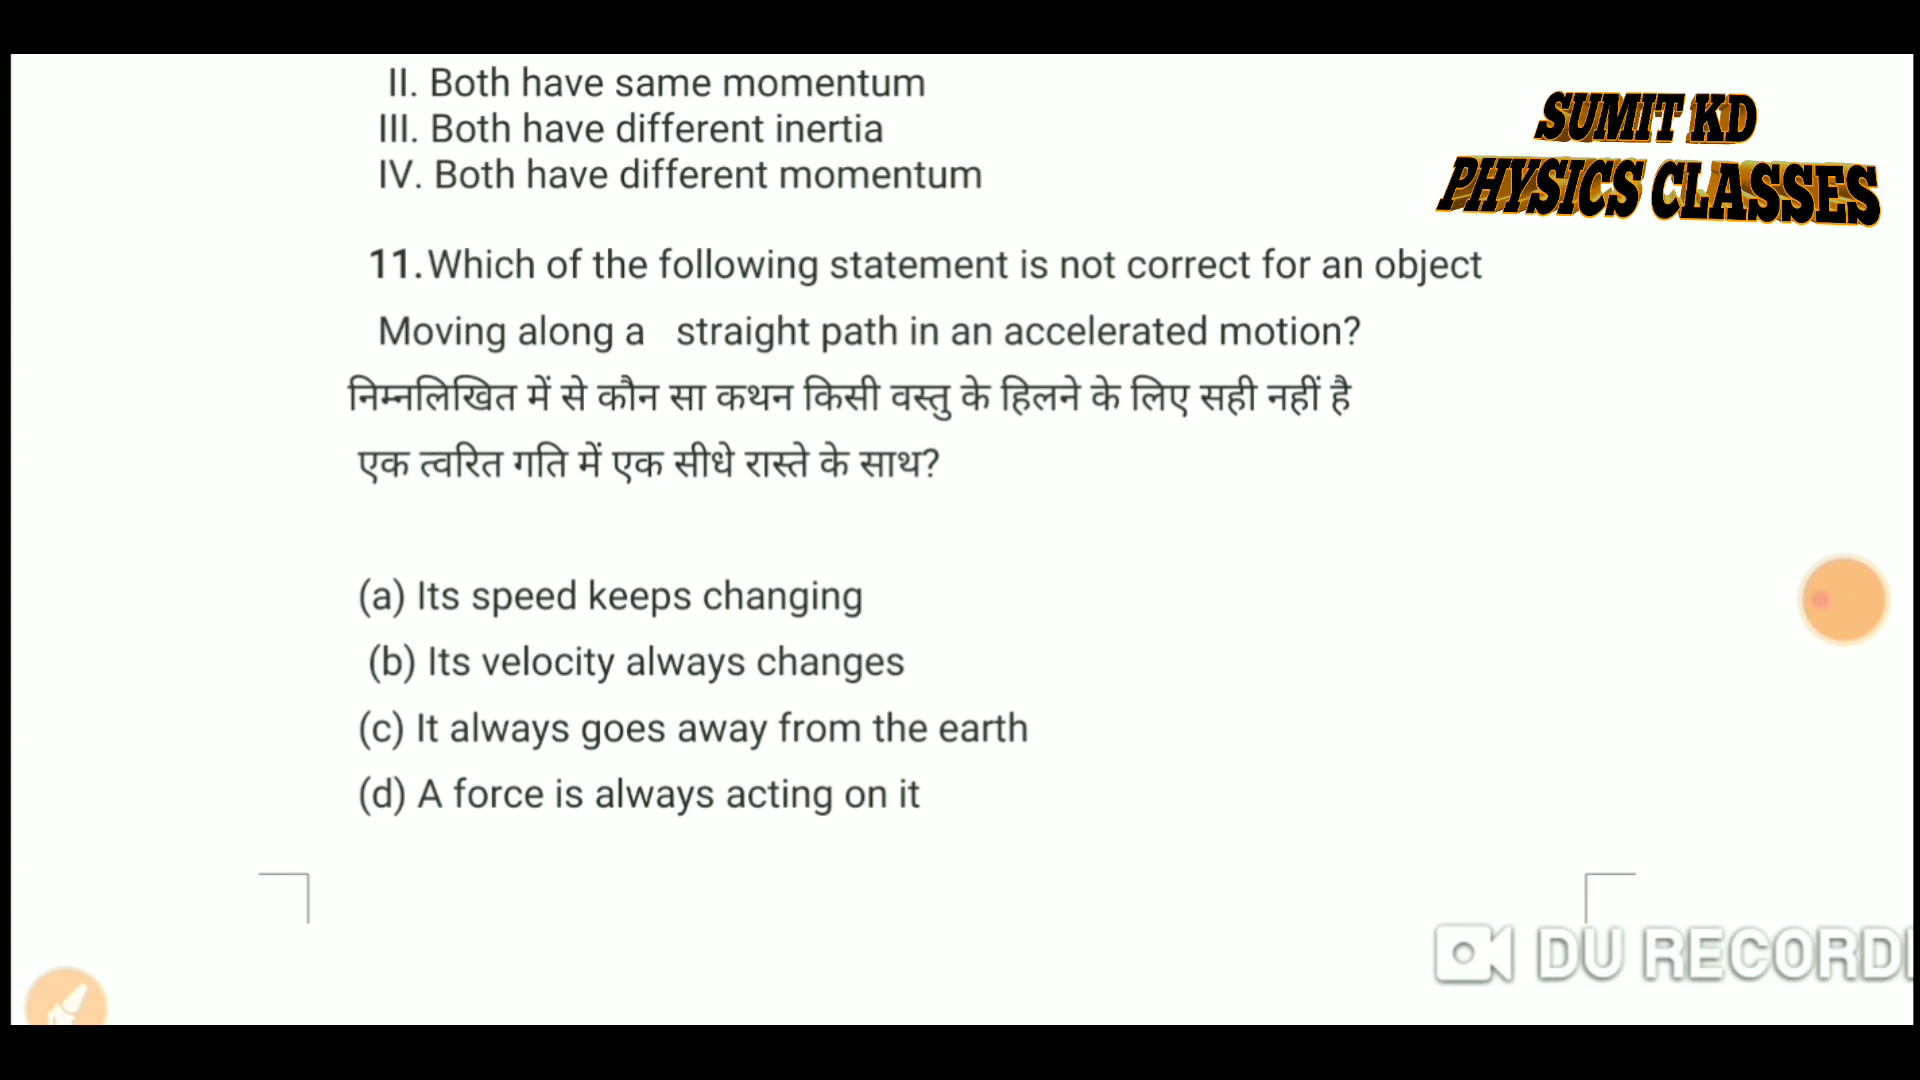 II. Both have same momentum
III. Both have different inertia
IV. Both have different momentum
SUMIT KD
PHYSICS CLASSES
11.Which of the following statement is not correct for an object
Moving along a straight path in an accelerated motion?
निम्नलिखित में से कौन सा कथन किसी वस्तु के हिलने के लिए सही नहीं है
एक त्वरित गति में एक सीधे रास्ते के साथ?
(a) Its speed keeps changing
(b) Its velocity always changes
(c) It always goes away from the earth
(d) A force is always acting on it
DU RECORD